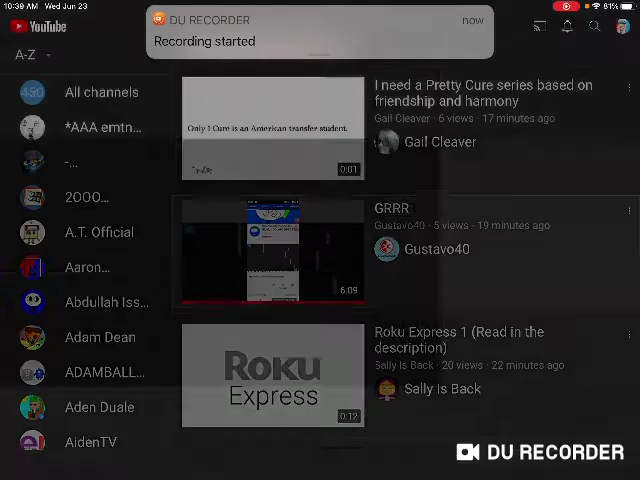 10:39 AM Wed Jun 23
81%
DU RECORDER
now
Recording started
YouTube
A-Z
450
All channels
*AAA emtn...
-...
2OOO...
A.T. Official
Aaron...
Abdullah Iss...
Adam Dean
ADAMBALL...
Aden Duale
AidenTV
Only 1 Cure is an American transfer student.
0:01
I need a Pretty Cure series based on
friendship and harmony
Gail Cleaver · 6 views · 17 minutes ago
Gail Cleaver
6:09
GRRR
Gustavo40 · 5 views · 19 minutes ago
Gustavo40
Roku
Express
0:12
Roku Express 1 (Read in the
description)
Sally Is Back · 20 views · 22 minutes ago
Sally Is Back
DU RECORDER